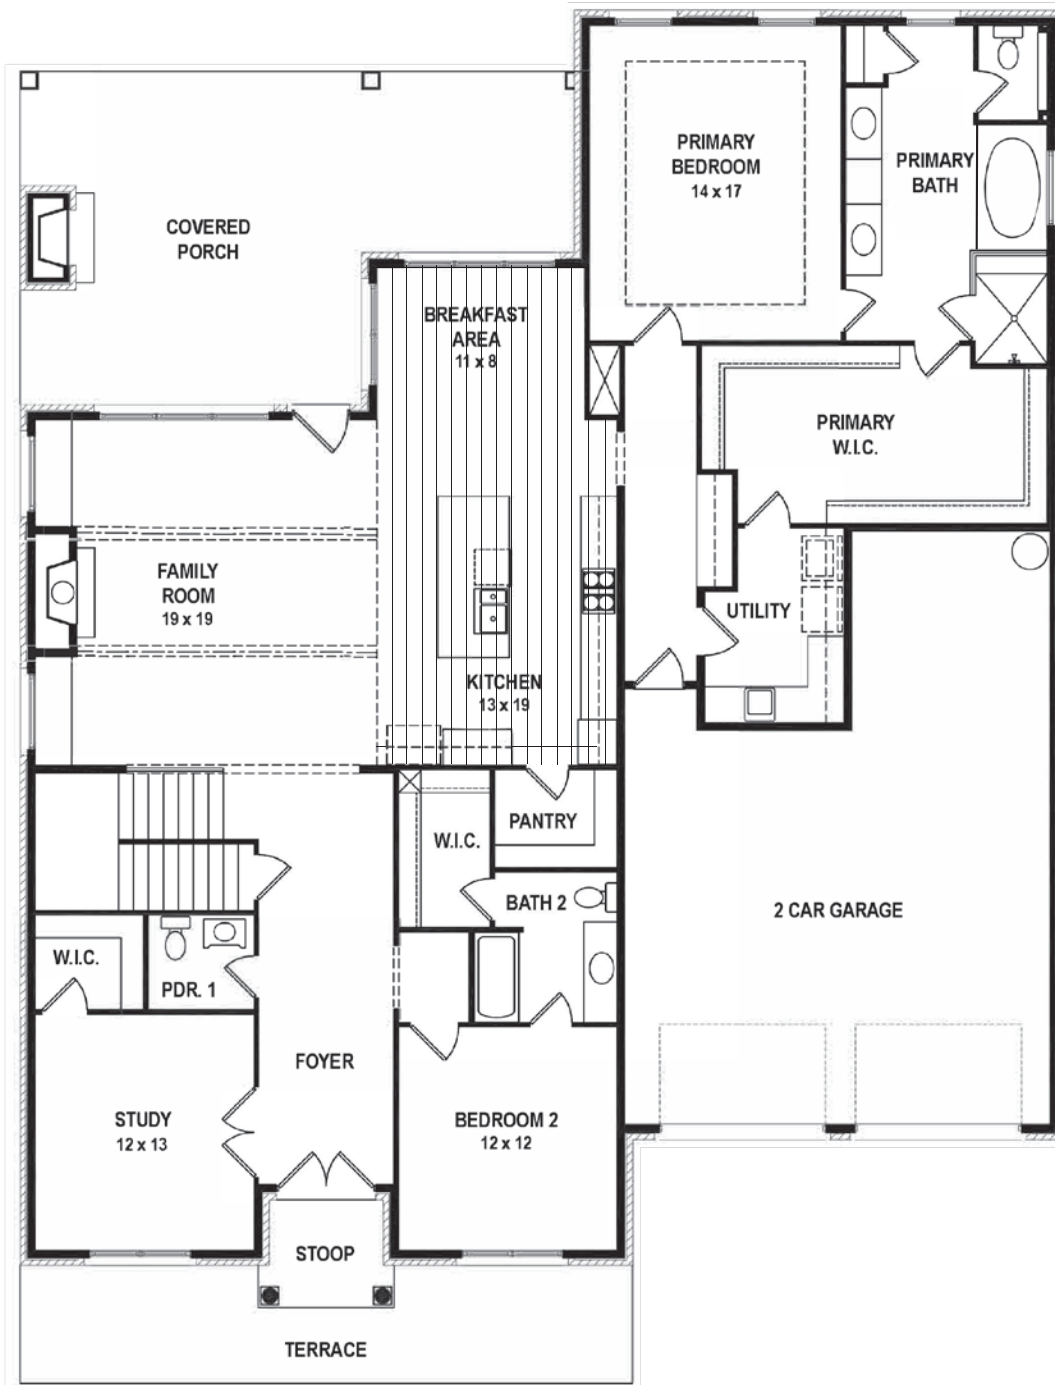 PRIMARY
BEDROOM
14 x 17
PRIMARY
BATH
COVERED
PORCH
BREAKFAST
AREA
11 x 8
PRIMARY
W.I.C.
FAMILY
ROOM
19 x 19
UTILITY
KITCHEN
13 x 19
PANTRY
W.I.C.
BATH 2
2 CAR GARAGE
W.I.C.
PDR. 1
FOYER
STUDY
12 x 13
BEDROOM 2
12 x 12
STOOP
TERRACE